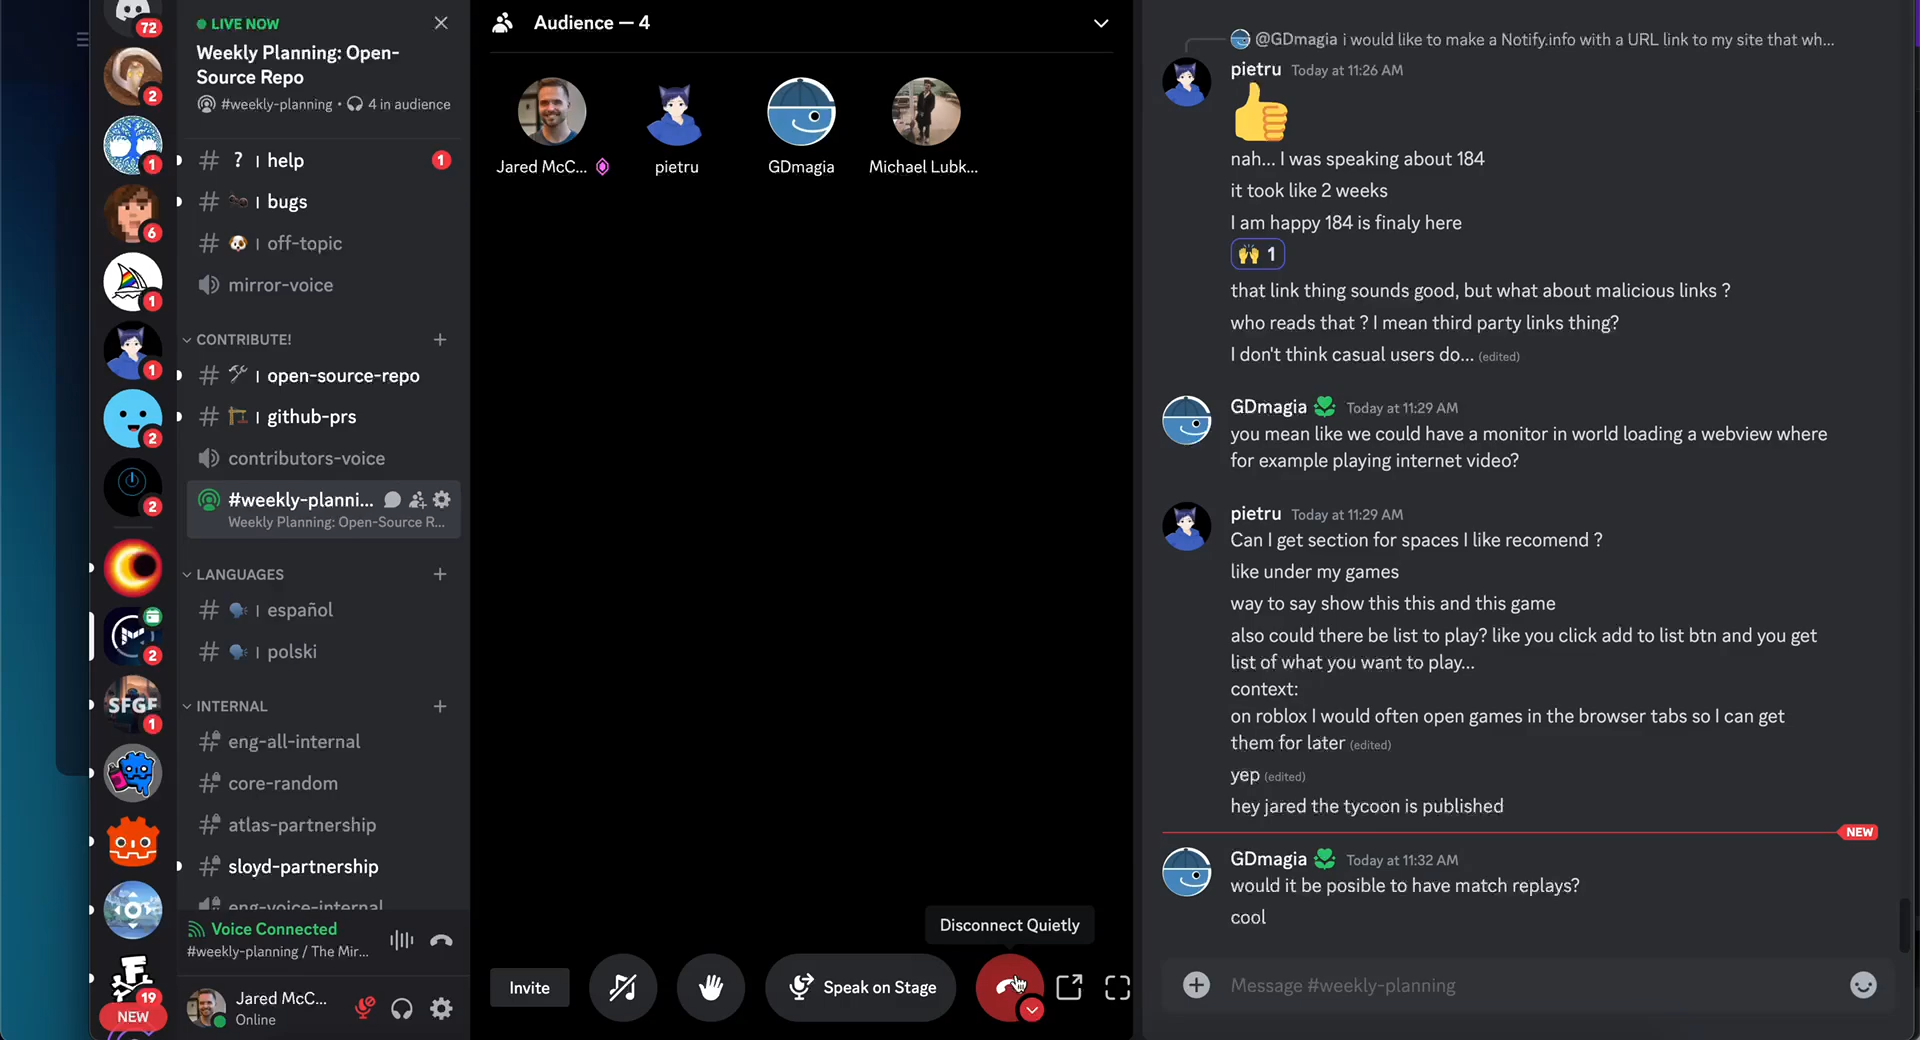 72
2
1
6
1
1
2
2
2
SFGF
1
19
NEW
LIVE NOW
Weekly Planning: Open-
Source Repo
#weekly-planning • 4 in audience
? | help
1
| bugs
| off-topic
mirror-voice
CONTRIBUTE!
| open-source-repo
| github-prs
contributors-voice
#weekly-planni...
Weekly Planning: Open-Source R...
LANGUAGES
| español
| polski
INTERNAL
eng-all-internal
core-random
atlas-partnership
sloyd-partnership
eng-voice-internal
Voice Connected
#weekly-planning / The Mir...
Jared McC...
Online
Audience — 4
Jared McC...
pietru
GDmagia
Michael Lubk...
Disconnect Quietly
Invite
Speak on Stage
@GDmagia i would like to make a Notify.info with a URL link to my site that wh...
pietru Today at 11:26 AM
nah... I was speaking about 184
it took like 2 weeks
I am happy 184 is finaly here
1
that link thing sounds good, but what about malicious links ?
who reads that ? I mean third party links thing?
I don't think casual users do... (edited)
GDmagia Today at 11:29 AM
you mean like we could have a monitor in world loading a webview where
for example playing internet video?
pietru Today at 11:29 AM
Can I get section for spaces I like recomend ?
like under my games
way to say show this this and this game
also could there be list to play? like you click add to list btn and you get
list of what you want to play...
context:
on roblox I would often open games in the browser tabs so I can get
them for later (edited)
yep (edited)
hey jared the tycoon is published
NEW
GDmagia Today at 11:32 AM
would it be posible to have match replays?
cool
Message #weekly-planning